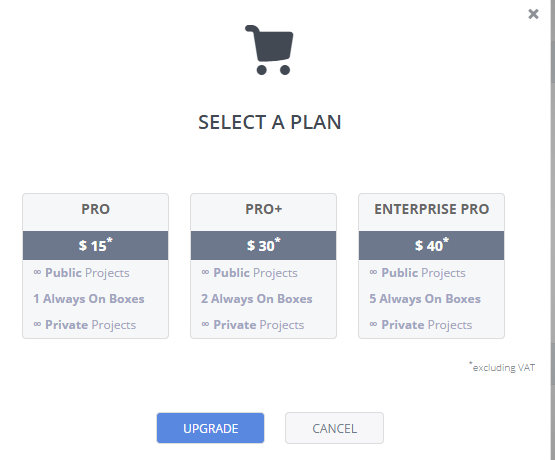 SELECT A PLAN
PRO
$ 15*
∞ Public Projects
1 Always On Boxes
∞ Private Projects
PRO+
$ 30*
∞ Public Projects
2 Always On Boxes
∞ Private Projects
ENTERPRISE PRO
$ 40*
∞ Public Projects
5 Always On Boxes
∞ Private Projects
*excluding VAT
UPGRADE
CANCEL